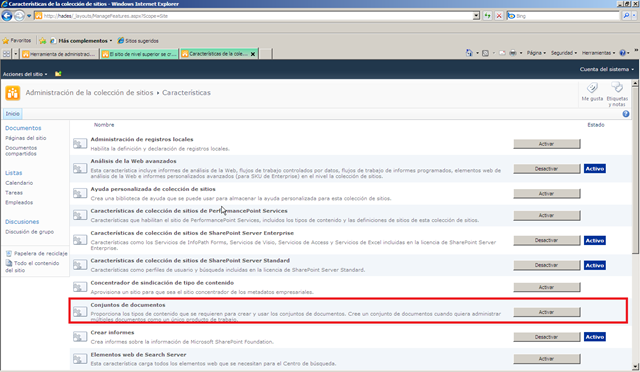 Características de la colección de sitios - Windows Internet Explorer
http://hades/_layouts/ManageFeatures.aspx?Scope=Site
Bing
Favoritos
Más complementos
Sitios sugeridos
Herramienta de administraci...
El sitio de nivel superior se cr...
Características de la cole...
Página
Seguridad
Herramientas
Acciones del sitio
Cuenta del sistema
Administración de la colección de sitios
Características
Me gusta
Etiquetas y notas
Inicio
Documentos
Páginas del sitio
Documentos compartidos
Listas
Calendario
Tareas
Empleados
Discusiones
Discusión de grupo
Papelera de reciclaje
Todo el contenido del sitio
Nombre
Estado
Administración de registros locales
Habilite la definición y declaración de registros locales.
Activar
Análisis de la Web avanzados
Esta característica incluye informes de análisis de la Web, flujos de trabajo controlados por datos, flujos de trabajo de informes programados, elementos web de
análisis de la Web e informes personalizados avanzados (para SKU de Enterprise) en el nivel la colección de sitios.
Desactivar
Activo
Ayuda personalizada de colección de sitios
Crea una biblioteca de ayuda que se puede usar para almacenar la ayuda personalizada para esta colección de sitios.
Activar
Características de colección de sitios de PerformancePoint Services
Características que habilitan el sitio de PerformancePoint Services, incluidos los tipos de contenido y las definiciones de sitios de esta colección de sitios.
Activar
Características de colección de sitios de SharePoint Server Enterprise
Características como los Servicios de InfoPath Forms, Servicios de Visio, Servicios de Access y Servicios de Excel incluidas en la licencia de SharePoint Server
Enterprise.
Desactivar
Activo
Características de colección de sitios de SharePoint Server Standard
Características como perfiles de usuario y búsqueda incluidas en la licencia de SharePoint Server Standard.
Desactivar
Activo
Concentrador de sindicación de tipo de contenido
Aprovisiona un sitio para que sea el sitio concentrador de los metadatos empresariales.
Activar
Conjuntos de documentos
Proporciona los tipos de contenido que se requieren para crear y usar los conjuntos de documentos. Cree un conjunto de documentos cuando quiera administrar
múltiples documentos como un único producto de trabajo.
Activar
Crear informes
Crea informes sobre la información de Microsoft SharePoint Foundation.
Desactivar
Activo
Elementos web de Search Server
Esta característica carga todos los elementos web que se necesitan para el Centro de búsqueda.
Activar